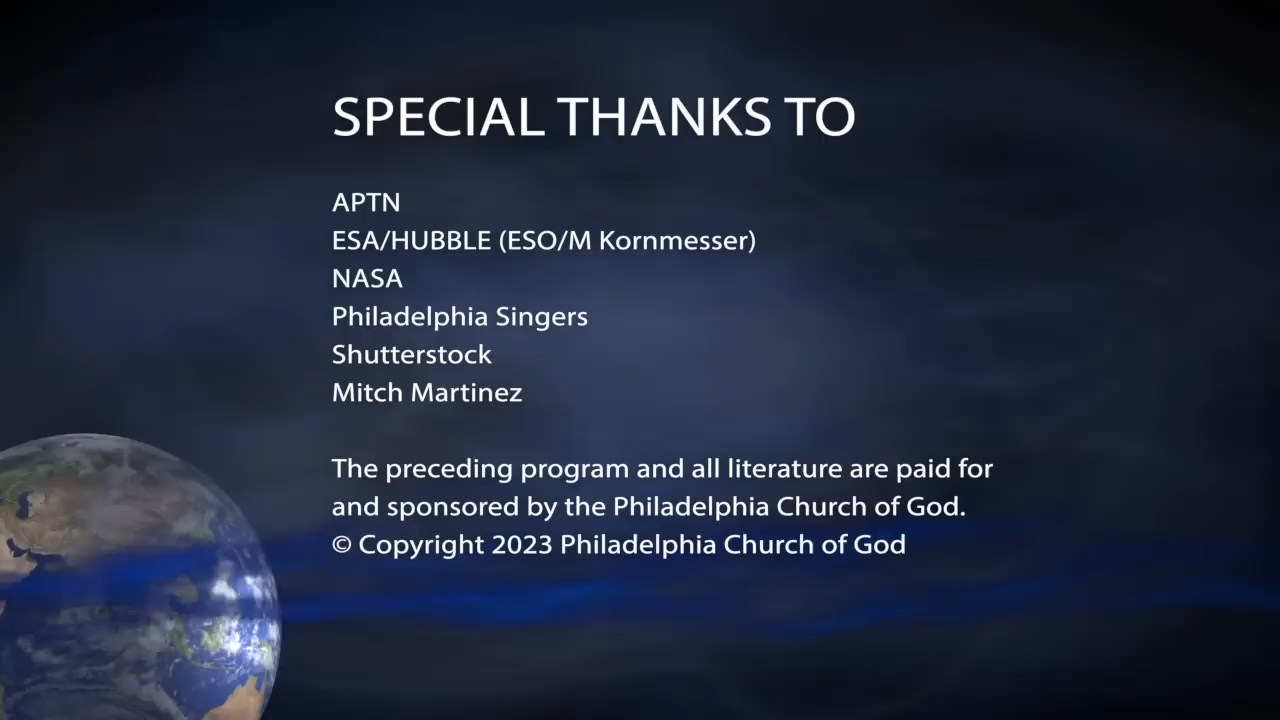 SPECIAL THANKS TO
APTN
ESA/HUBBLE (ESO/M Kornmesser)
NASA
Philadelphia Singers
Shutterstock
Mitch Martinez
The preceding program and all literature are paid for
and sponsored by the Philadelphia Church of God.
© Copyright 2023 Philadelphia Church of God